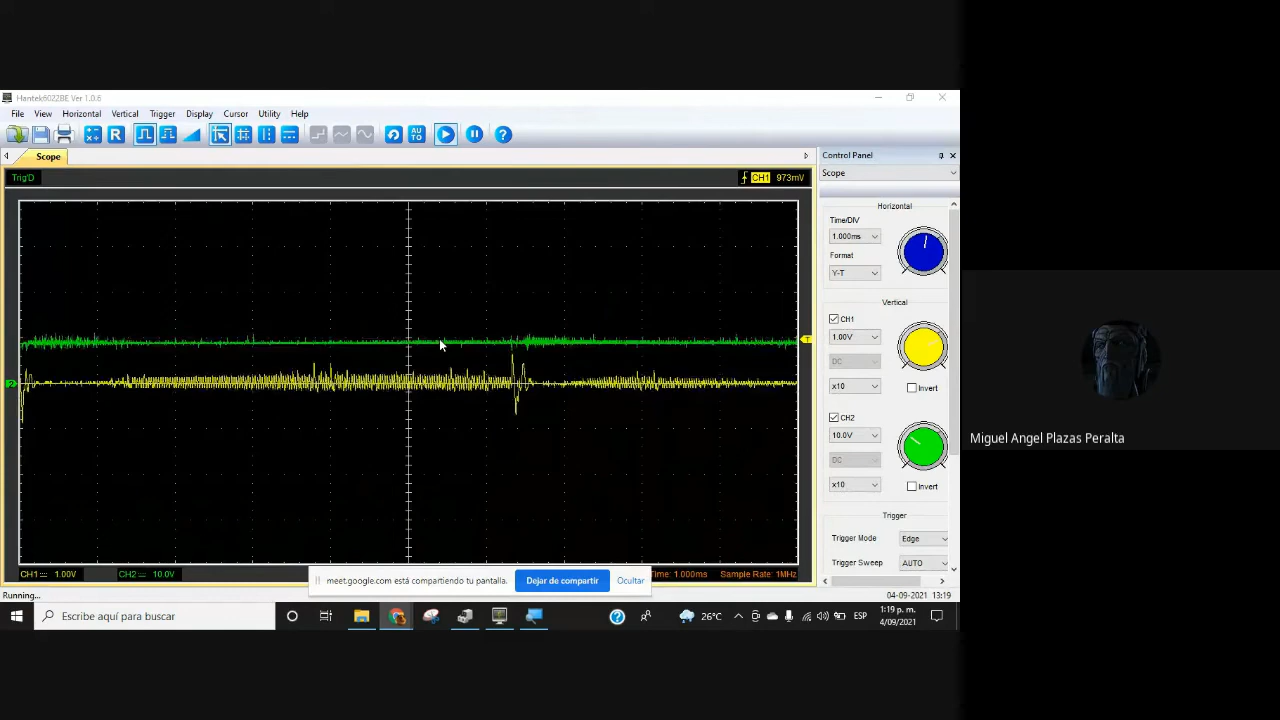 Hantek6022BE Ver 1.0.6
File View Horizontal Vertical Trigger Display Cursor Utility Help
R AUTO ?
Scope
Control Panel
Scope
Trig'D
CH1 973mV
Horizontal
Time/DIV
1.000ms
Format
Y-T
Vertical
CH1
1.00V
DC
x10
Invert
CH2
10.0V
DC
x10
Invert
T
2
Trigger
Trigger Mode Edge
Trigger Sweep AUTO
CH1 1.00V CH2 10.0V
Time: 1.000ms Sample Rate: 1MHz
meet.google.com está compartiendo tu pantalla. Dejar de compartir Ocultar
Running... 04-09-2021 13:19
Escribe aquí para buscar
26°C ESP
1:19 p. m.
4/09/2021
Miguel Angel Plazas Peralta